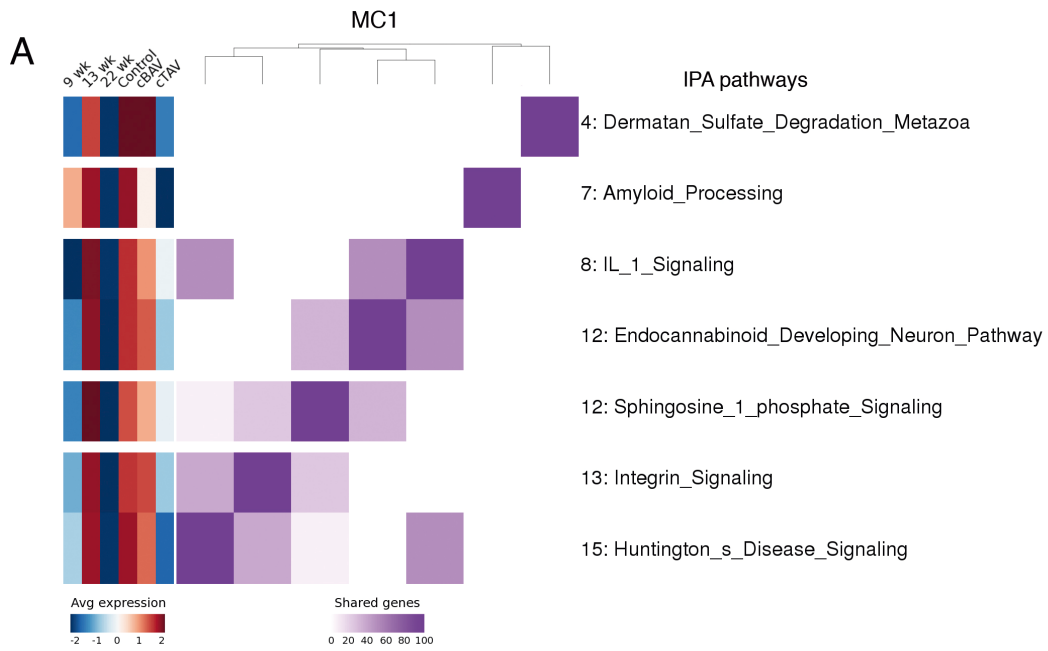 MC1
A
9 wk
13 wk
22 wk
Control
cBAV
cTAV
IPA pathways
4: Dermatan_Sulfate_Degradation_Metazoa
7: Amyloid_Processing
8: IL_1_Signaling
12: Endocannabinoid_Developing_Neuron_Pathway
12: Sphingosine_1_phosphate_Signaling
13: Integrin_Signaling
15: Huntington_s_Disease_Signaling
Avg expression
-2 -1 0 1 2
Shared genes
0 20 40 60 80 100